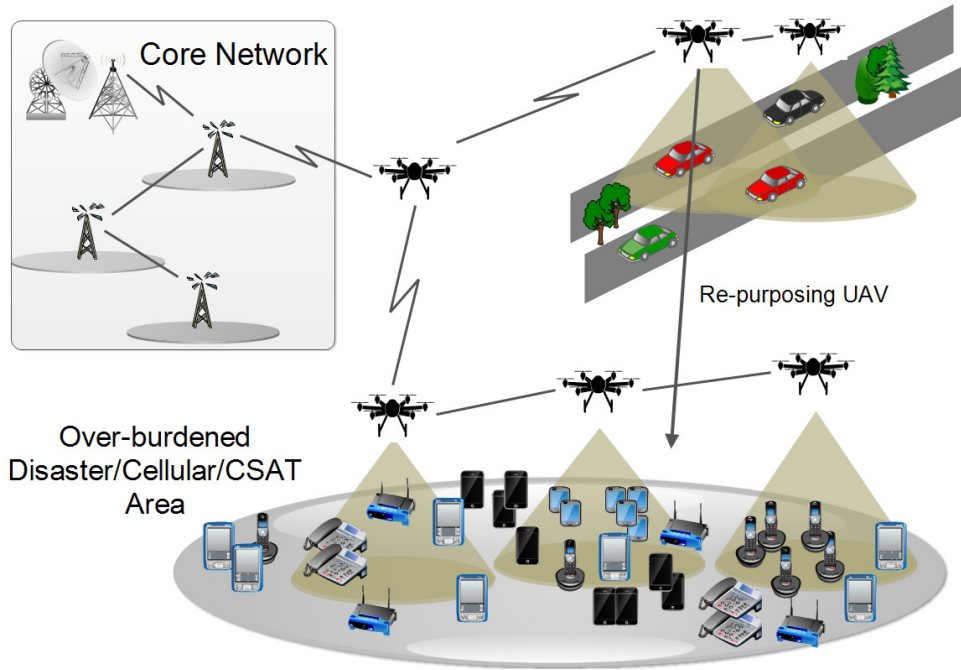 Core Network
Re-purposing UAV
Over-burdened
Disaster/Cellular/CSAT
Area